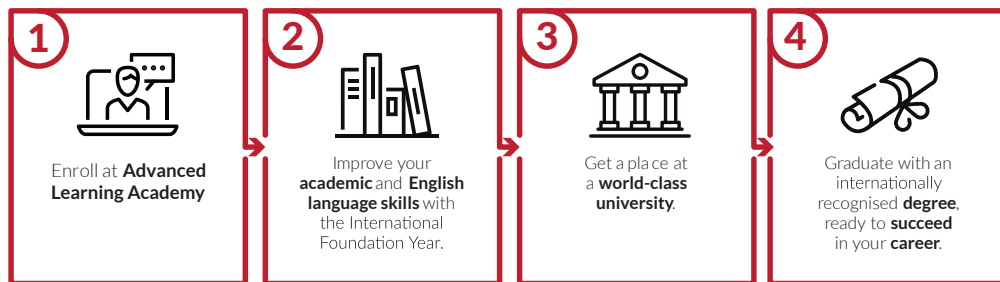 1
Enroll at Advanced
Learning Academy
2
Improve your
academic and English
language skills with
the International
Foundation Year.
3
Get a place at
a world-class
university.
4
Graduate with an
internationally
recognised degree,
ready to succeed
in your career.